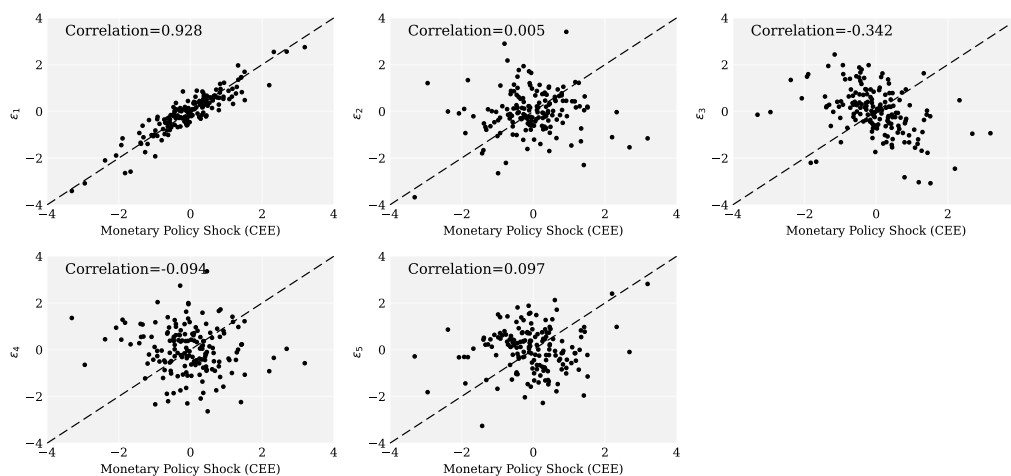 Correlation=0.928
4
2
0
−2
−4
ε1
−4 −2 0 2 4
Monetary Policy Shock (CEE)
Correlation=0.005
4
2
0
−2
−4
ε2
−4 −2 0 2 4
Monetary Policy Shock (CEE)
Correlation=-0.342
4
2
0
−2
−4
ε3
−4 −2 0 2
Monetary Policy Shock (CEE)
Correlation=-0.094
4
2
0
−2
−4
ε4
−4 −2 0 2 4
Monetary Policy Shock (CEE)
Correlation=0.097
4
2
0
−2
−4
ε5
−4 −2 0 2 4
Monetary Policy Shock (CEE)